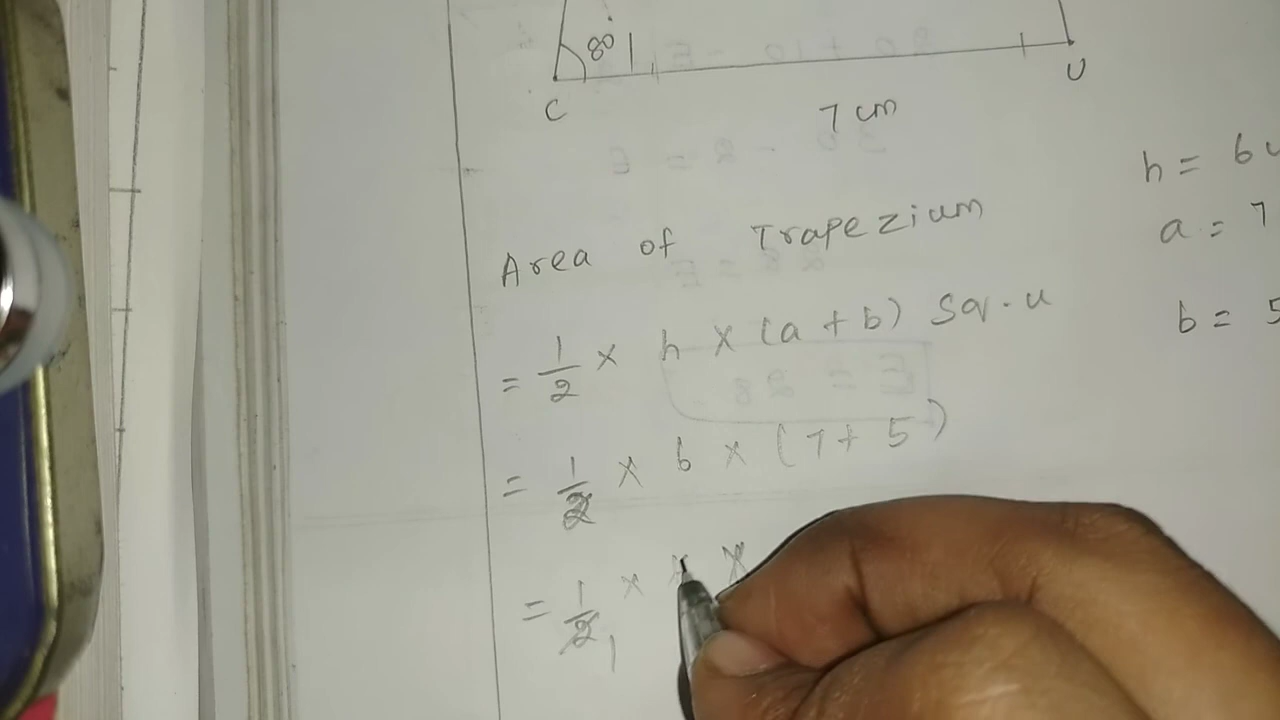 80°
C
U
7 cm
h = 6
a = 7
b = 5
Area of Trapezium
= 1/2 × h × (a + b) sq.u
= 1/2 × 6 × (7 + 5)
= 1/2 ×
1